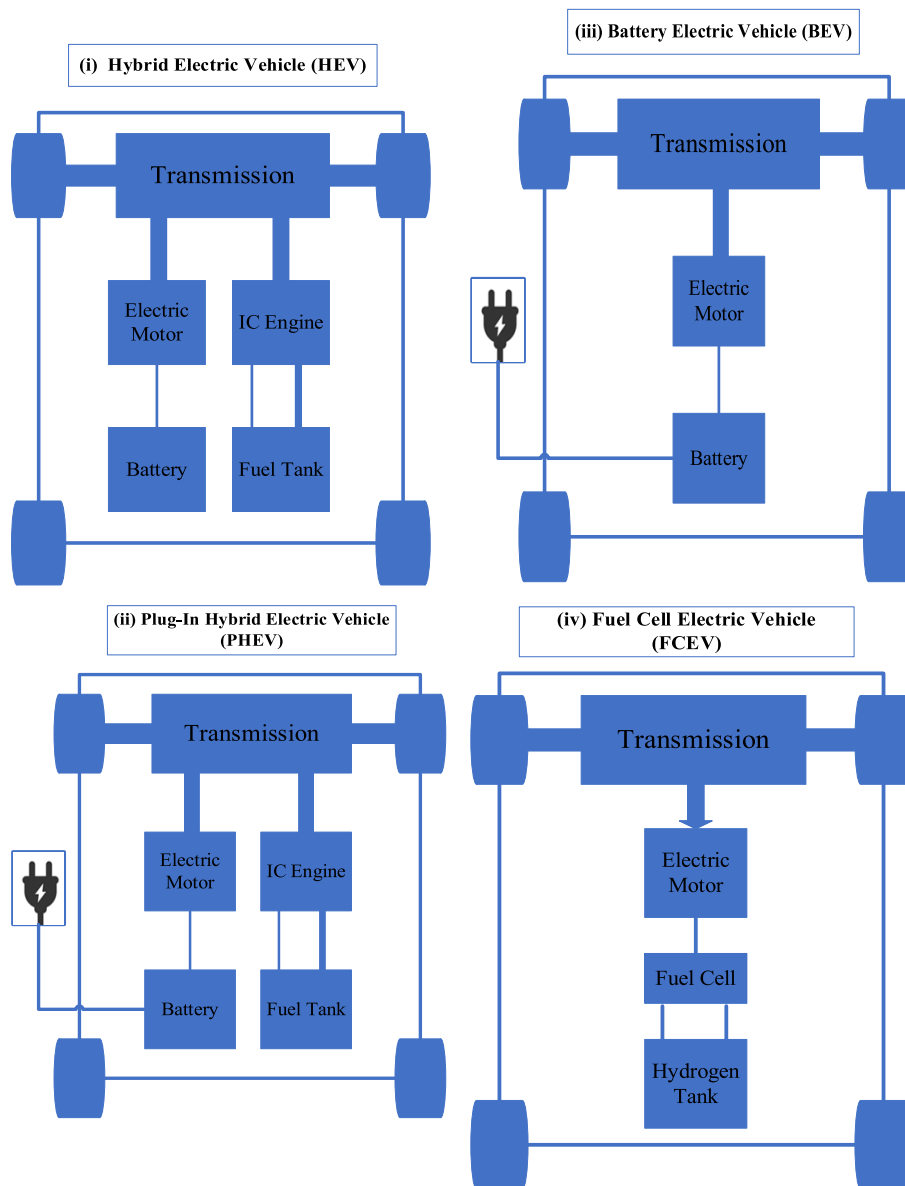 (i) Hybrid Electric Vehicle (HEV)
Transmission
Electric
Motor
IC Engine
Battery
Fuel Tank
(ii) Plug-In Hybrid Electric Vehicle
(PHEV)
Transmission
Electric
Motor
IC Engine
Battery
Fuel Tank
(iii) Battery Electric Vehicle (BEV)
Transmission
Electric
Motor
Battery
(iv) Fuel Cell Electric Vehicle
(FCEV)
Transmission
Electric
Motor
Fuel Cell
Hydrogen
Tank